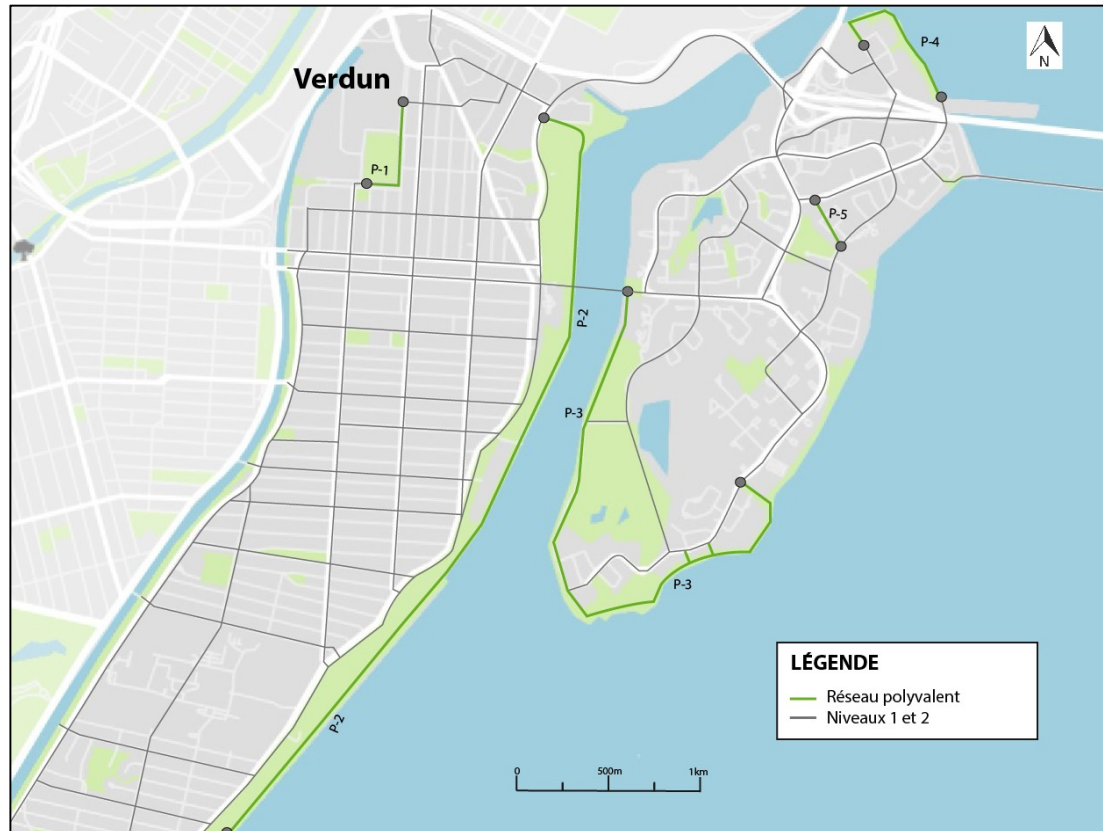 P-4
N
Verdun
P-1
P-5
P-2
P-3
P-3
P-2
LÉGENDE
Réseau polyvalent
Niveaux 1 et 2
0 500m 1km